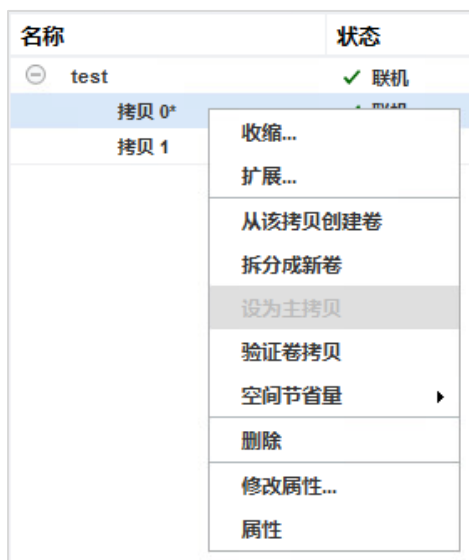 名称 状态
test ✓ 联机
拷贝 0*
收缩...
拷贝 1
扩展...
从该拷贝创建卷
拆分成新卷
设为主拷贝
验证卷拷贝
空间节省量
删除
修改属性...
属性